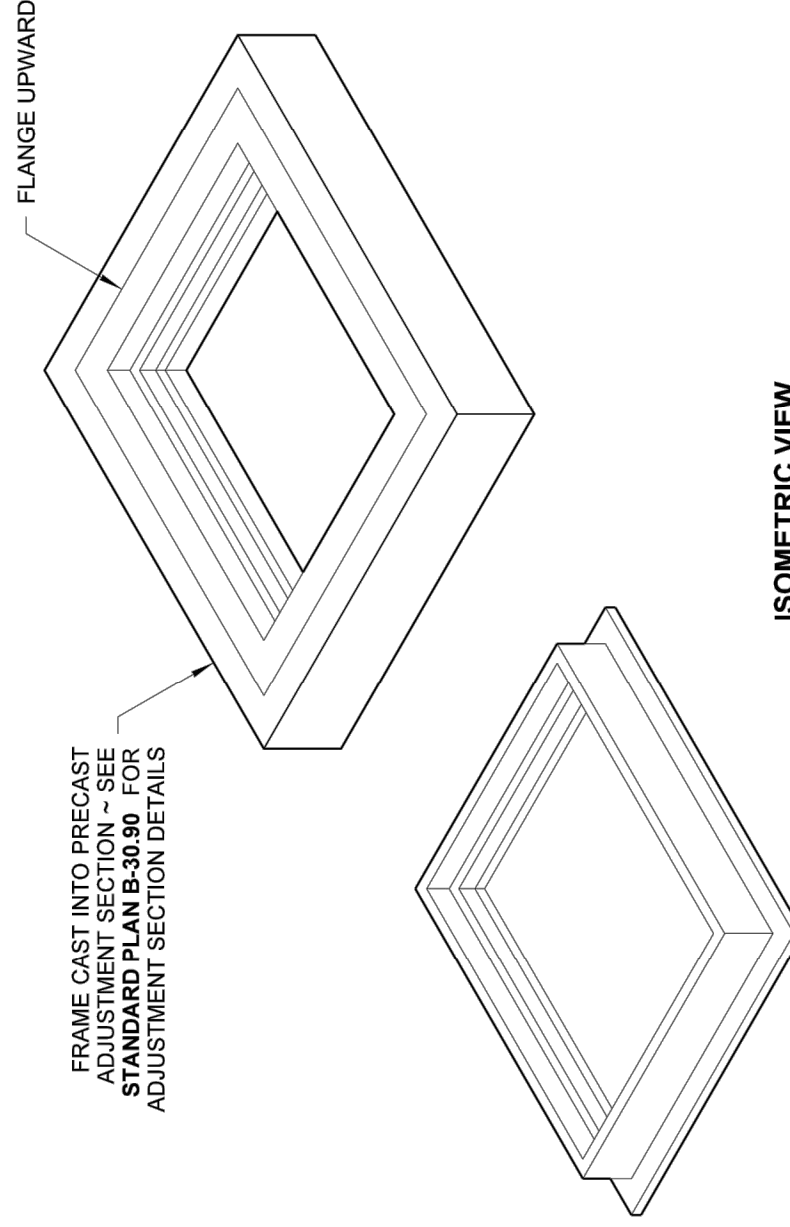 FLANGE UPWARD
FRAME CAST INTO PRECAST
ADJUSTMENT SECTION ~ SEE
STANDARD PLAN B-30.90 FOR
ADJUSTMENT SECTION DETAILS
ISOMETRIC VIEW